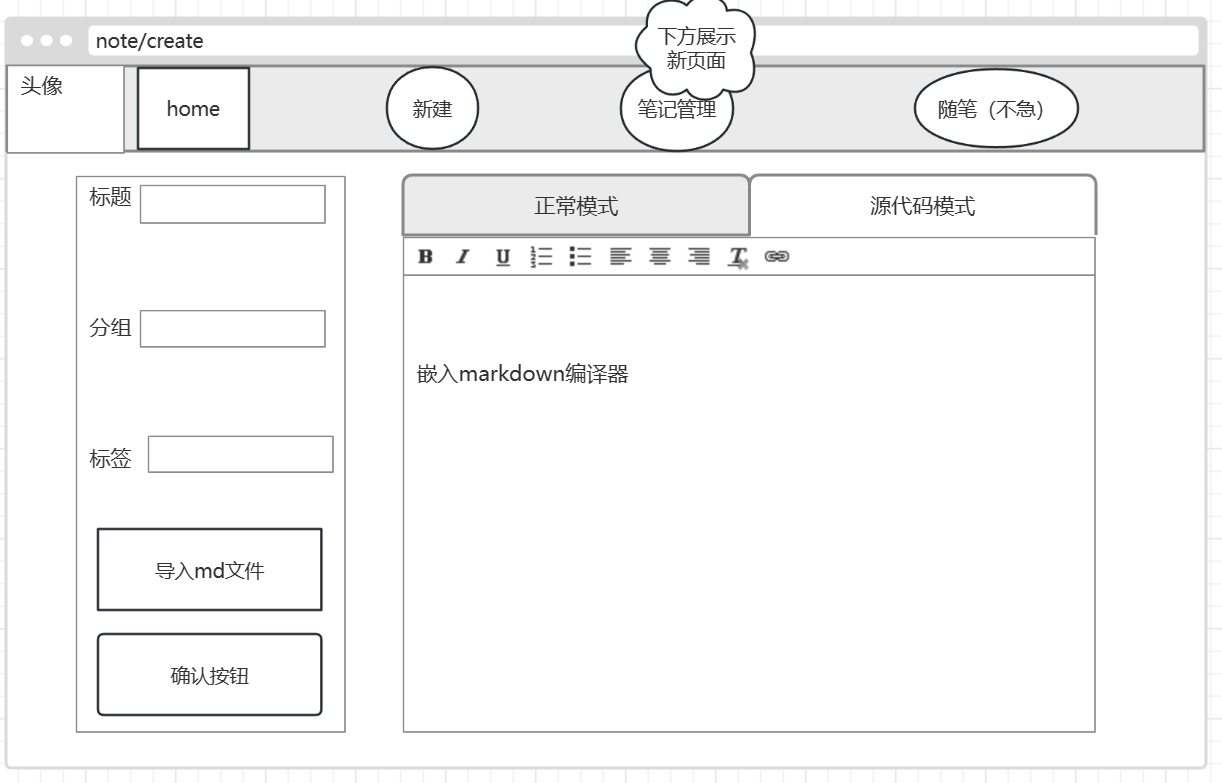 note/create
下方展示
新页面
头像
home
新建
笔记管理
随笔（不急）
标题
分组
标签
导入md文件
确认按钮
正常模式
源代码模式
B I U
嵌入markdown编译器